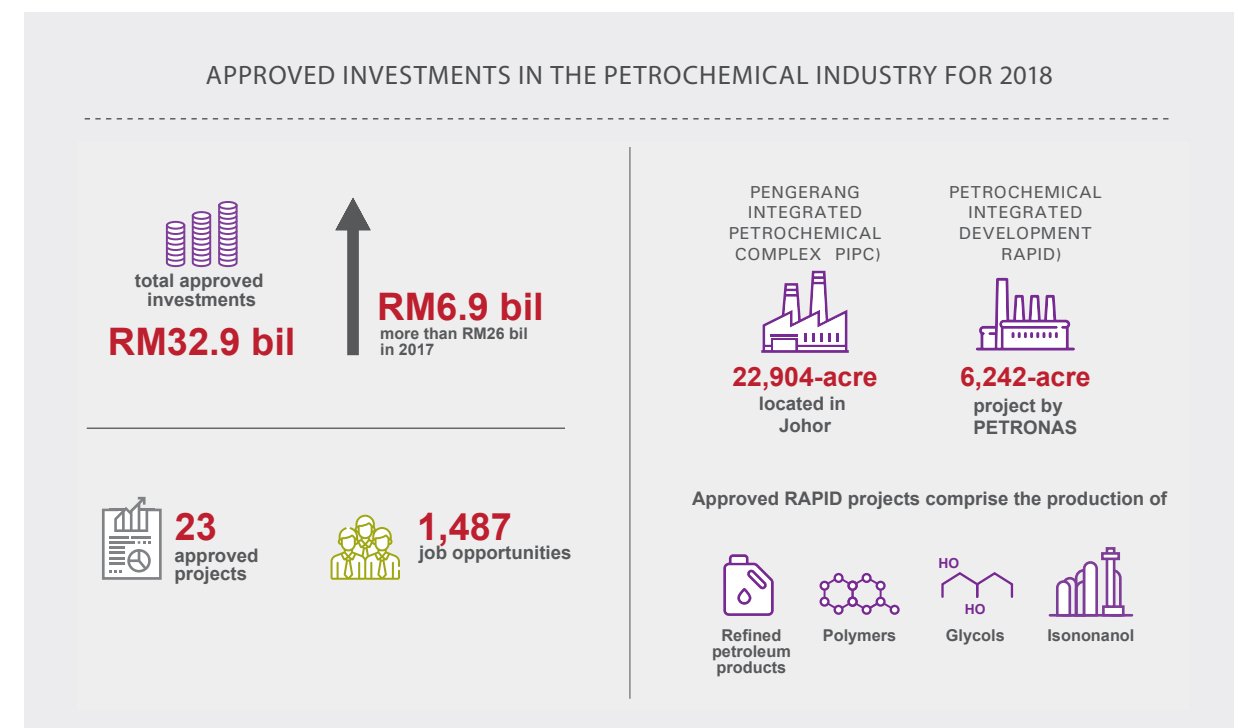 APPROVED INVESTMENTS IN THE PETROCHEMICAL INDUSTRY FOR 2018
total approved
investments
RM32.9 bil
RM6.9 bil
more than RM26 bil
in 2017
23
approved
projects
1,487
job opportunities
PENGERANG
INTEGRATED
PETROCHEMICAL
COMPLEX PIPC)
22,904-acre
located in
Johor
PETROCHEMICAL
INTEGRATED
DEVELOPMENT
RAPID)
6,242-acre
project by
PETRONAS
Approved RAPID projects comprise the production of
Refined
petroleum
products
Polymers
HO
HO
Glycols
Isononanol